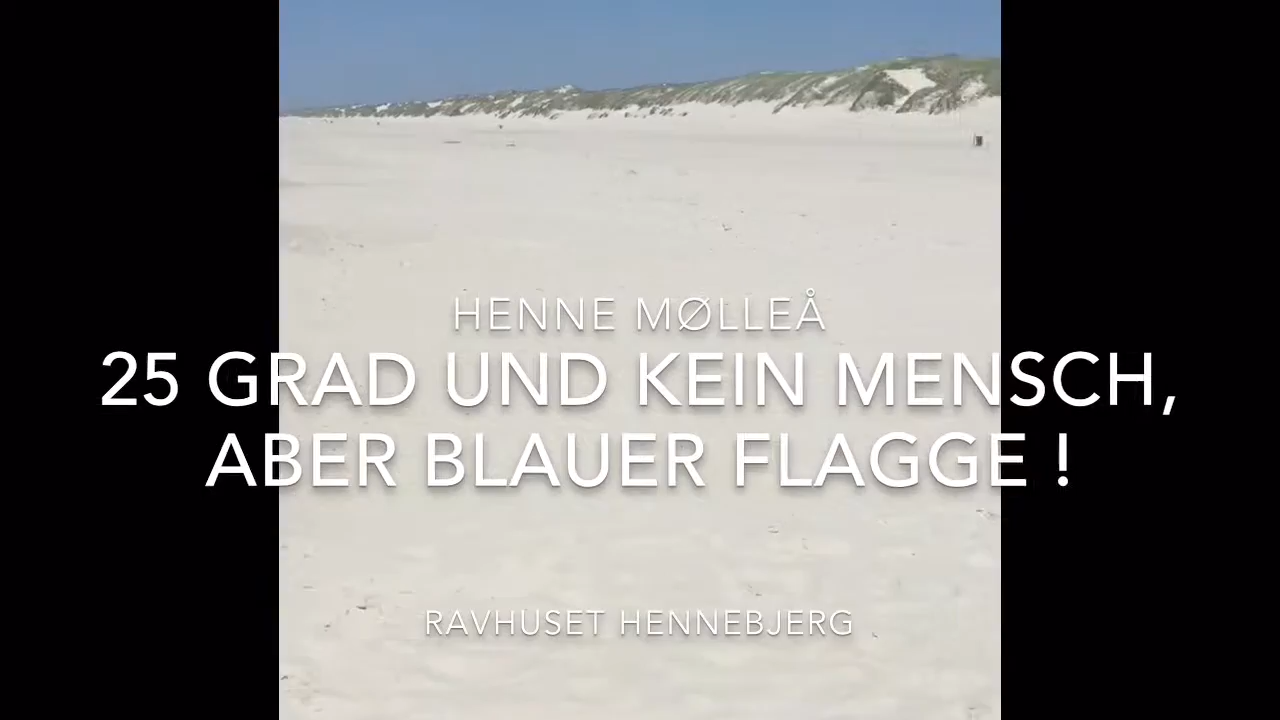 HENNE MØLLEÅ
25 GRAD UND KEIN MENSCH,
ABER BLAUER FLAGGE !
RAVHUSET HENNEBJERG